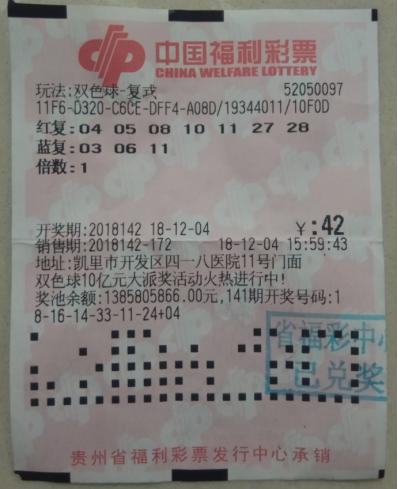 中国福利彩票
CHINA WELFARE LOTTERY
玩法:双色球-复式 52050097
11F6-D320-C6CE-DFF4-A08D/19344011/10F0D
红复:04 05 08 10 11 27 28
蓝复:03 06 11
倍数:1
开奖期:2018142 18-12-04 ¥:42
销售期:2018142-172 18-12-04 15:59:43
地址:凯里市开发区四一八医院11号门面
双色球10亿元大派奖活动火热进行中!
奖池余额:1385805866.00元,141期开奖号码:1
8-16-14-33-11-24+04
省福彩中心
已兑奖
贵州省福利彩票发行中心承销